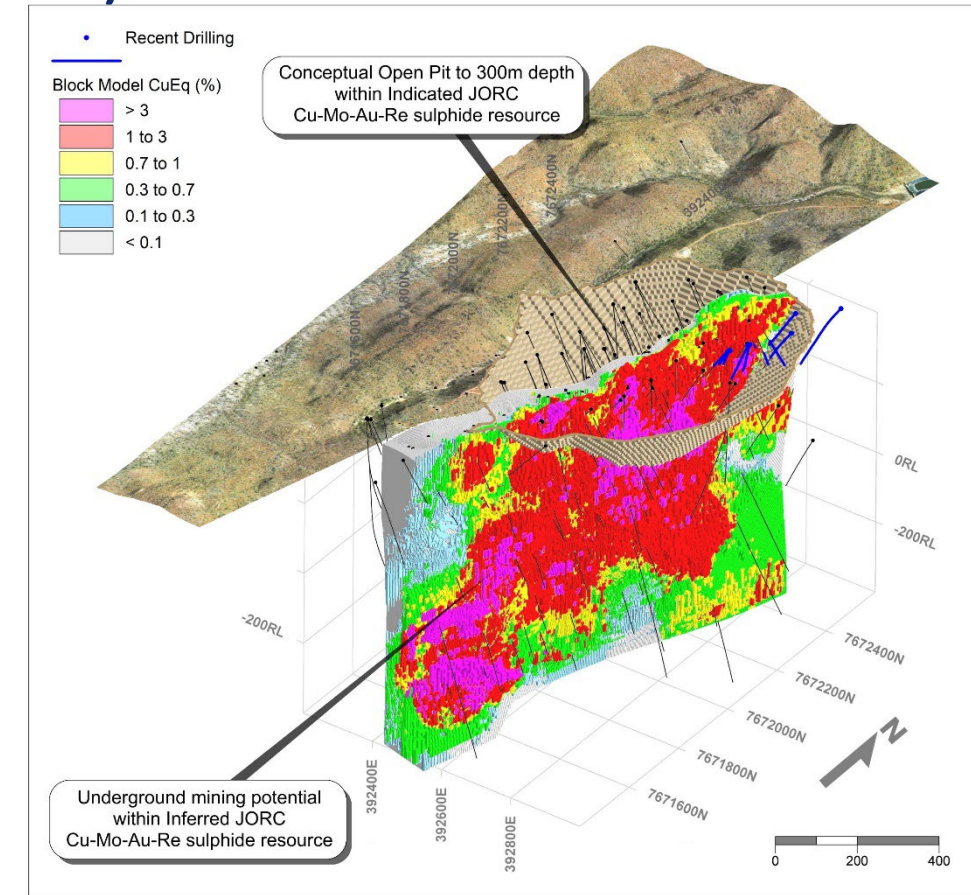 Recent Drilling
Block Model CuEq (%)
> 3
1 to 3
0.7 to 1
0.3 to 0.7
0.1 to 0.3
< 0.1
Conceptual Open Pit to 300m depth
within Indicated JORC
Cu-Mo-Au-Re sulphide resource
7672400N
7672200N
7672000N
7671800N
7671600N
0RL
-200RL
-200RL
7672400N
7672200N
7672000N
7671800N
7671600N
392400E
392600E
392800E
N
Underground mining potential
within Inferred JORC
Cu-Mo-Au-Re sulphide resource
0
200
400